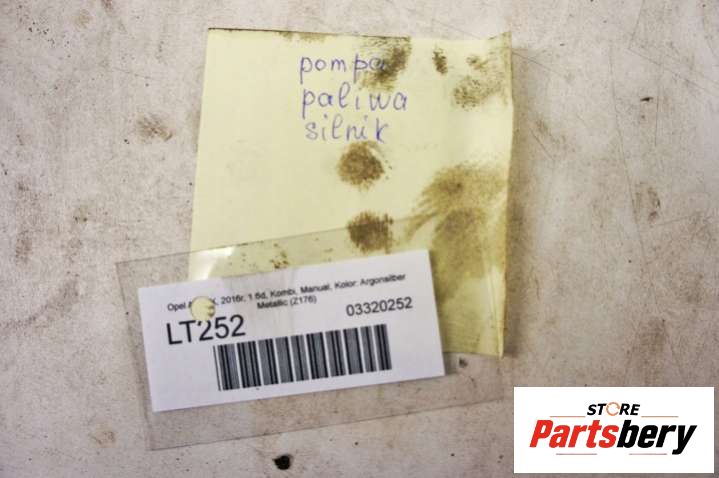 pompa
paliwa
silnik
2016r, 1.6d, Kombi, Manual, Kolor: Argonsilber
Opel
Metallic (Z176)
03320252
LT252
STORE
Partsbery